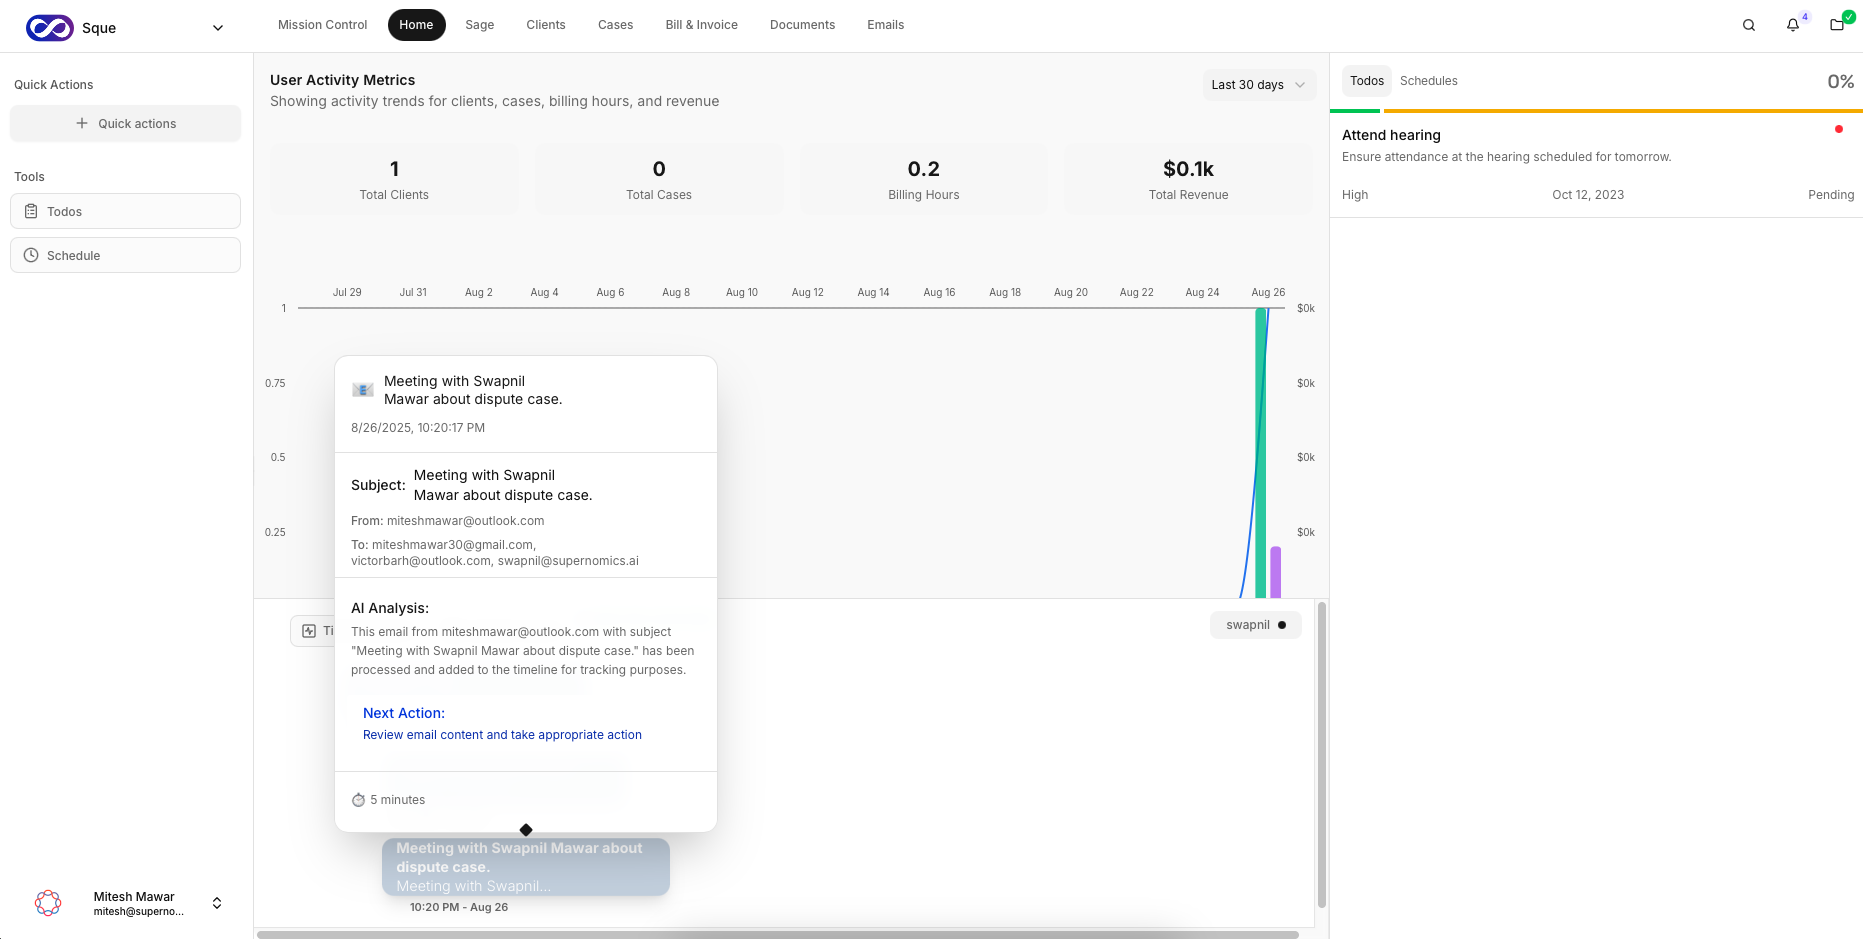 Sque
Mission Control
Home
Sage
Clients
Cases
Bill & Invoice
Documents
Emails
4
Quick Actions
Quick actions
Tools
Todos
Schedule
Mitesh Mawar
mitesh@superno...
User Activity Metrics
Showing activity trends for clients, cases, billing hours, and revenue
Last 30 days
1
Total Clients
0
Total Cases
0.2
Billing Hours
$0.1k
Total Revenue
Jul 29 Jul 31 Aug 2 Aug 4 Aug 6 Aug 8 Aug 10 Aug 12 Aug 14 Aug 16 Aug 18 Aug 20 Aug 22 Aug 24 Aug 26
1 $0k
0.75 $0k
0.5 $0k
0.25 $0k
Meeting with Swapnil
Mawar about dispute case.
8/26/2025, 10:20:17 PM
Subject: Meeting with Swapnil
Mawar about dispute case.
From: miteshmawar@outlook.com
To: miteshmawar30@gmail.com,
victorbarh@outlook.com, swapnil@supernomics.ai
AI Analysis:
This email from miteshmawar@outlook.com with subject
"Meeting with Swapnil Mawar about dispute case." has been
processed and added to the timeline for tracking purposes.
Next Action:
Review email content and take appropriate action
5 minutes
Ti
swapnil
Meeting with Swapnil Mawar about
dispute case.
Meeting with Swapnil...
10:20 PM - Aug 26
Todos
Schedules
0%
Attend hearing
Ensure attendance at the hearing scheduled for tomorrow.
High
Oct 12, 2023
Pending